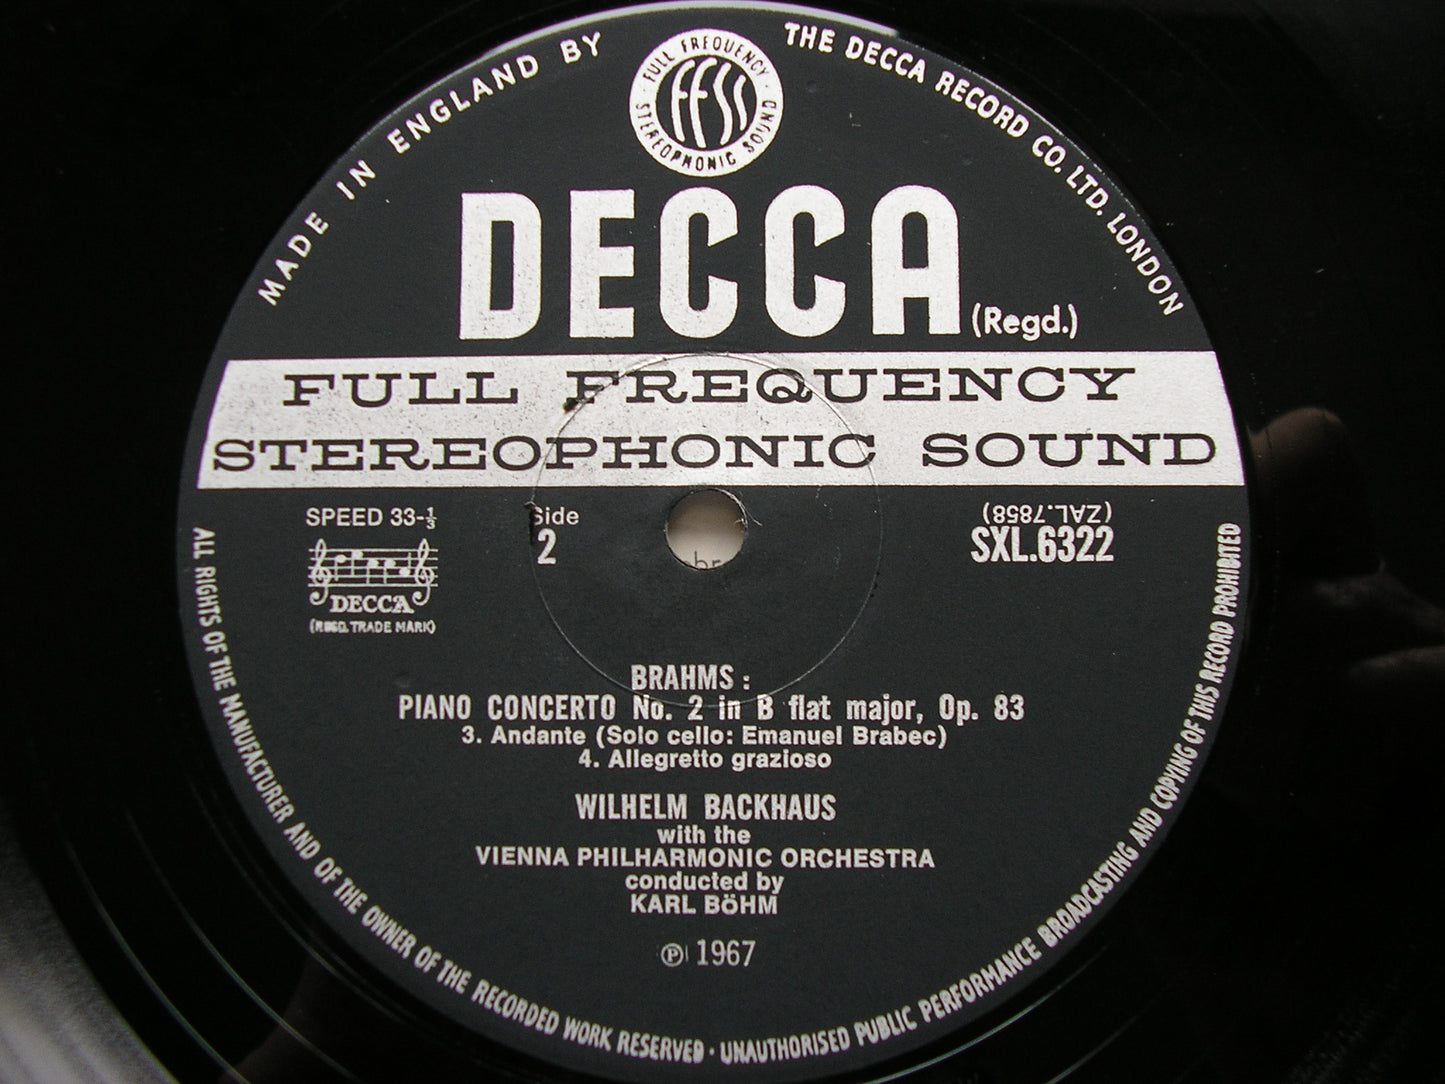 MADE IN ENGLAND BY
THE DECCA RECORD CO. LTD. LONDON
FULL FREQUENCY
ffss
STEREOPHONIC SOUND
DECCA
(Regd.)
FULL FREQUENCY
STEREOPHONIC SOUND
SPEED 33-⅓
DECCA
(REGD. TRADE MARK)
Side
2
(ZAL.7858)
SXL.6322
BRAHMS:
PIANO CONCERTO No. 2 in B flat major, Op. 83
3. Andante (Solo cello: Emanuel Brabec)
4. Allegretto grazioso
WILHELM BACKHAUS
with the
VIENNA PHILHARMONIC ORCHESTRA
conducted by
KARL BÖHM
℗ 1967
ALL RIGHTS OF THE MANUFACTURER AND OF THE OWNER OF THE RECORDED WORK RESERVED · UNAUTHORISED PUBLIC PERFORMANCE BROADCASTING AND COPYING OF THIS RECORD PROHIBITED